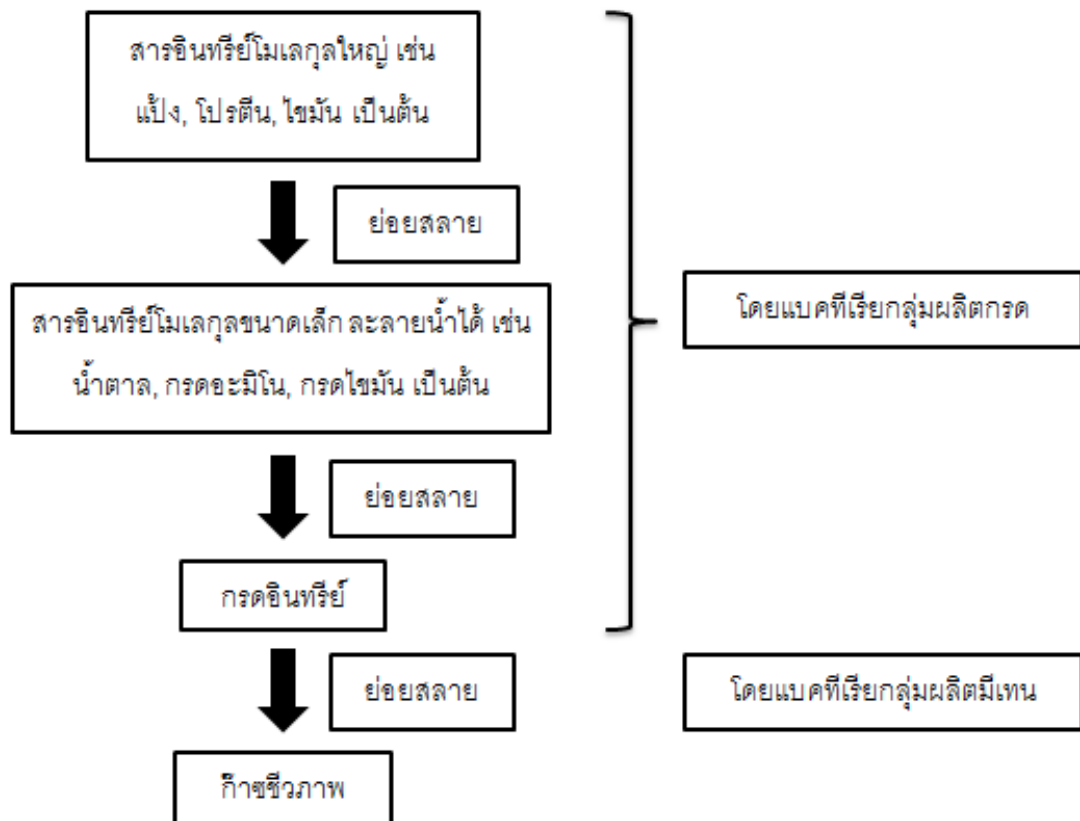 สารอินทรีย์โมเลกุลใหญ่ เช่น
แป้ง, โปรตีน, ไขมัน เป็นต้น
ย่อยสลาย
สารอินทรีย์โมเลกุลขนาดเล็ก ละลายน้ำได้ เช่น
น้ำตาล, กรดอะมิโน, กรดไขมัน เป็นต้น
โดยแบคทีเรียกลุ่มผลิตกรด
ย่อยสลาย
กรดอินทรีย์
ย่อยสลาย
โดยแบคทีเรียกลุ่มผลิตมีเทน
ก๊าซชีวภาพ